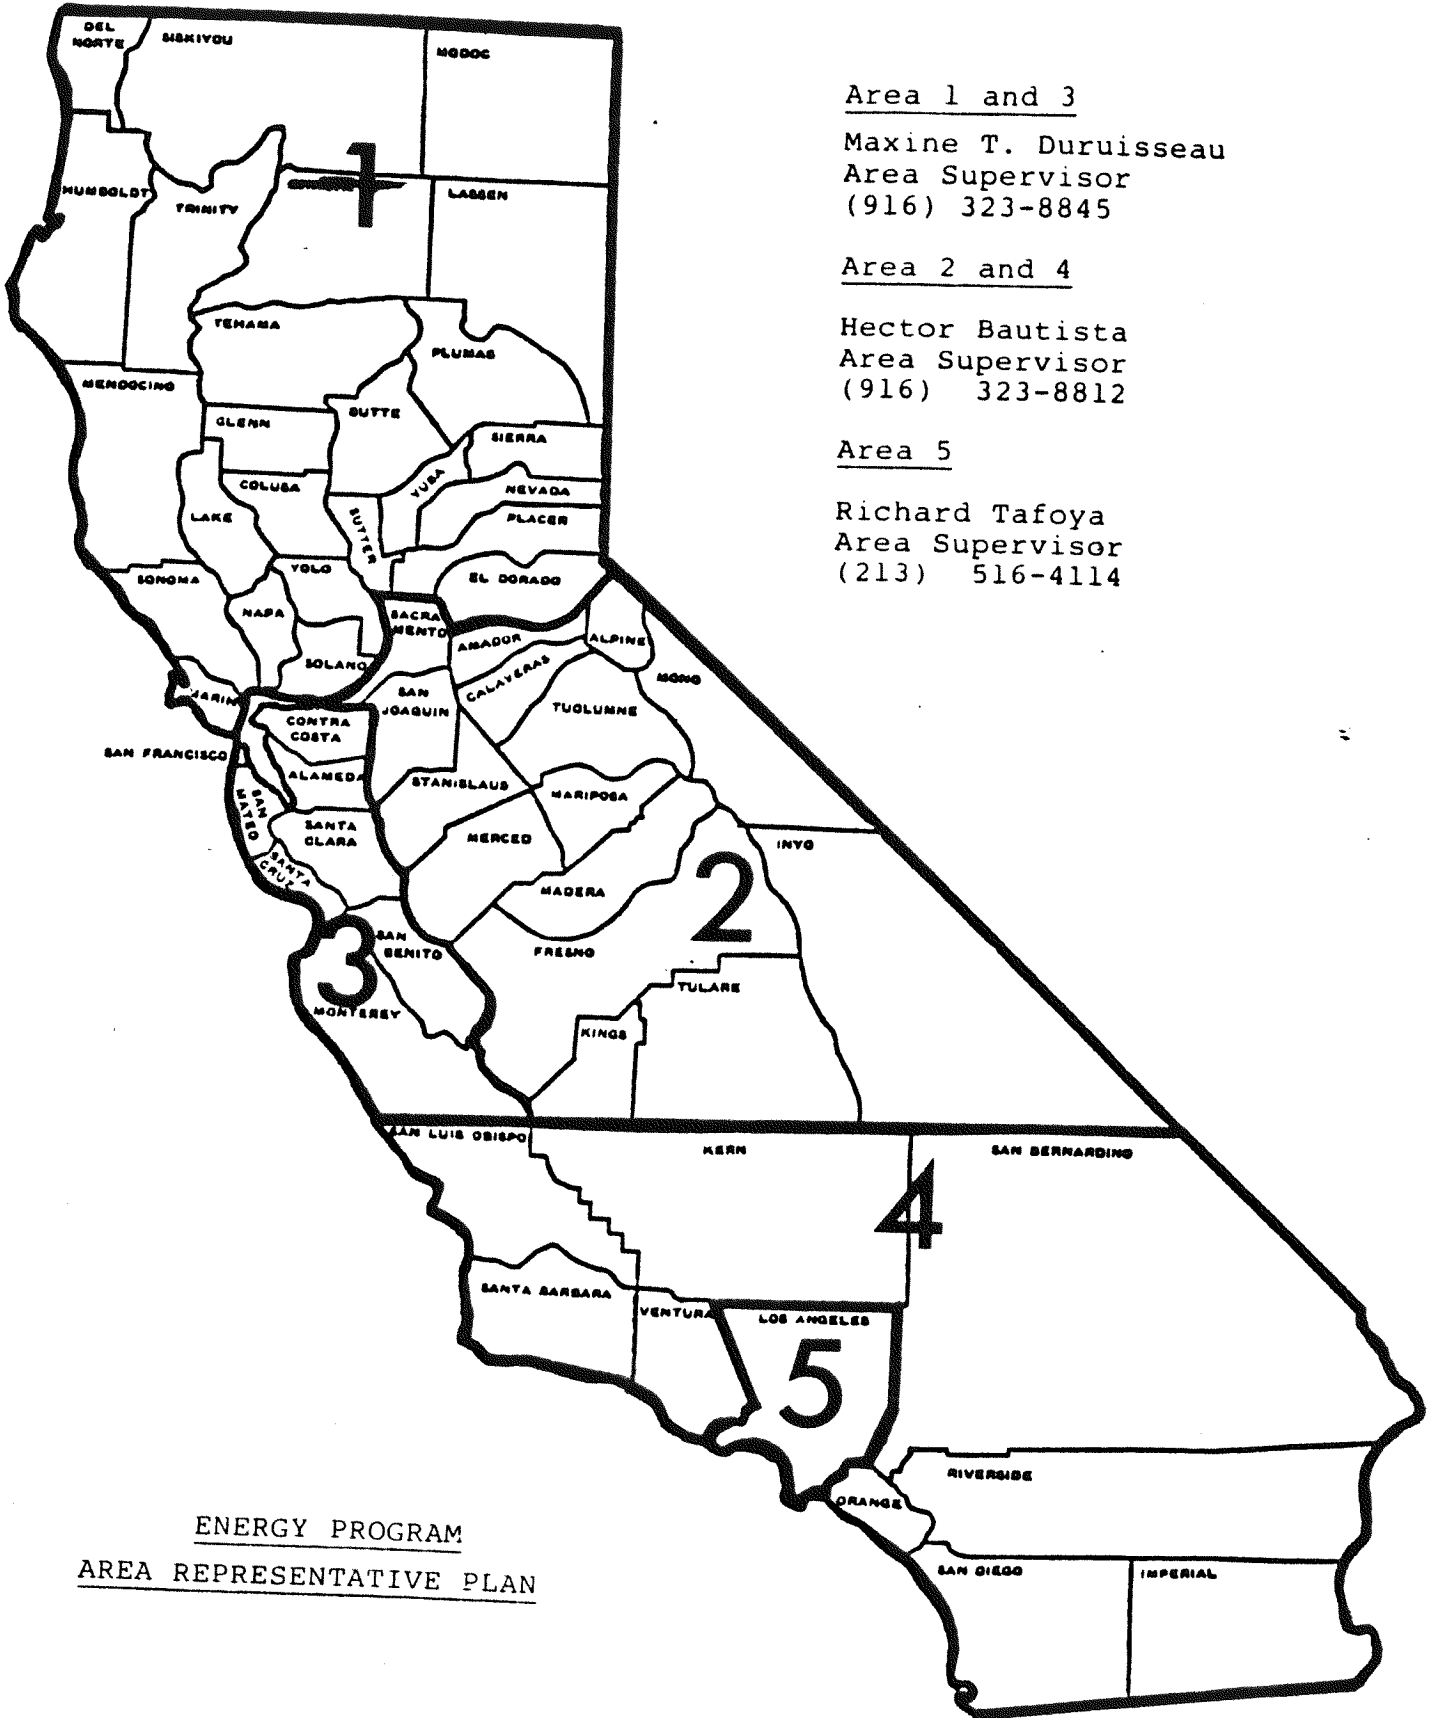 DEL
NORTE
SISKIYOU
MODOC
1
HUMBOLDT
TRINITY
LASSEN
TEHAMA
PLUMAS
MENDOCINO
GLENN
BUTTE
SIERRA
COLUSA
YUBA
NEVADA
LAKE
SUTTER
PLACER
SONOMA
YOLO
EL DORADO
NAPA
SACRA
MENTO
AMADOR
ALPINE
SOLANO
CALAVERAS
MONO
MARIN
SAN
JOAQUIN
TUOLUMNE
CONTRA
COSTA
SAN FRANCISCO
ALAMEDA
STANISLAUS
MARIPOSA
SAN
MATEO
SANTA
CLARA
MERCED
INYO
SANTA
CRUZ
MADERA
2
3
SAN
BENITO
FRESNO
TULARE
MONTEREY
KINGS
SAN LUIS OBISPO
KERN
SAN BERNARDINO
4
SANTA BARBARA
VENTURA
LOS ANGELES
5
RIVERSIDE
ORANGE
SAN DIEGO
IMPERIAL
Area 1 and 3
Maxine T. Duruisseau
Area Supervisor
(916) 323-8845
Area 2 and 4
Hector Bautista
Area Supervisor
(916) 323-8812
Area 5
Richard Tafoya
Area Supervisor
(213) 516-4114
ENERGY PROGRAM
AREA REPRESENTATIVE PLAN